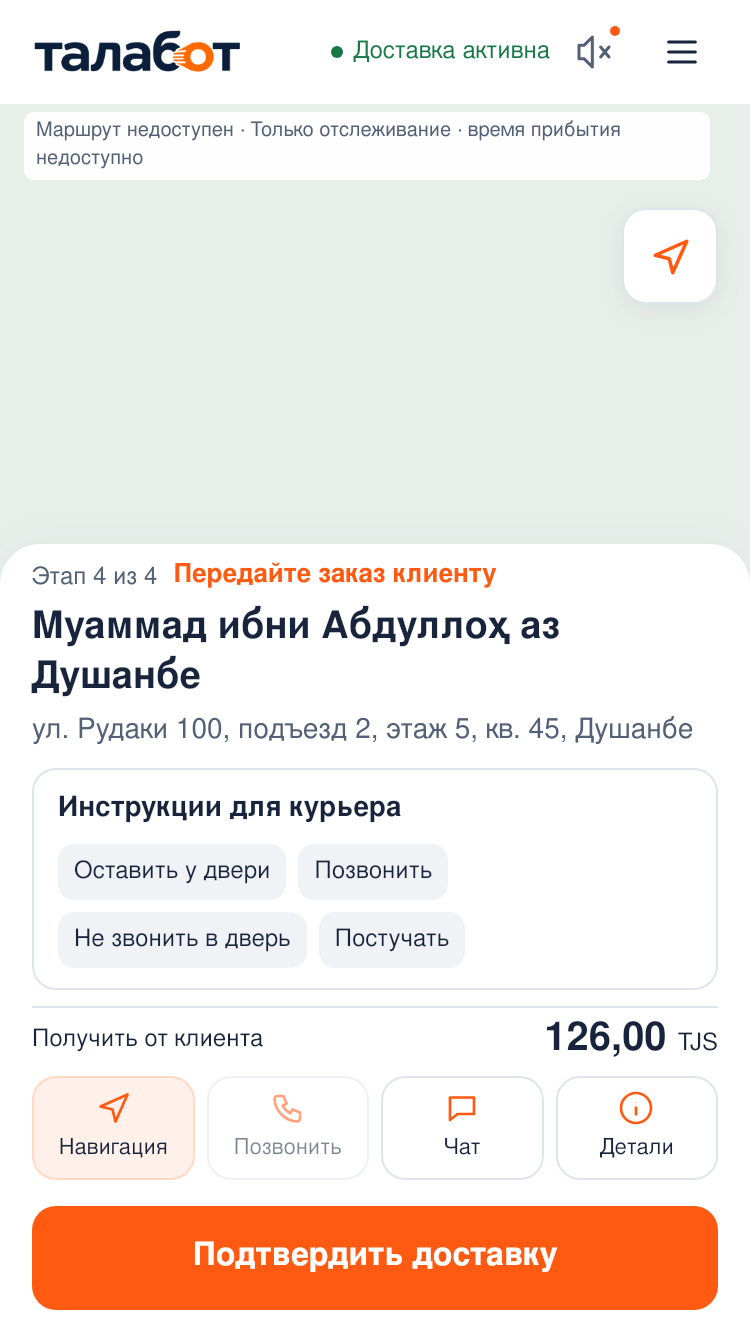 талабот
Доставка активна
Маршрут недоступен · Только отслеживание · время прибытия
недоступно
Этап 4 из 4 Передайте заказ клиенту
Муаммад ибни Абдуллоҳ аз
Душанбе
ул. Рудаки 100, подъезд 2, этаж 5, кв. 45, Душанбе
Инструкции для курьера
Оставить у двери Позвонить
Не звонить в дверь Постучать
Получить от клиента 126,00 TJS
Навигация Позвонить Чат Детали
Подтвердить доставку